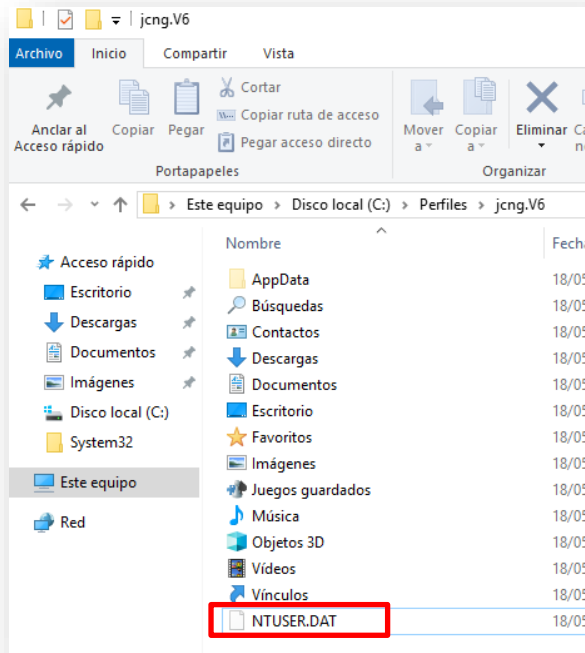 jcng.V6
Archivo Inicio Compartir Vista
Anclar al Acceso rápido
Copiar
Pegar
Cortar
Copiar ruta de acceso
Pegar acceso directo
Mover a
Copiar a
Eliminar
Portapapeles
Organizar
Este equipo > Disco local (C:) > Perfiles > jcng.V6
Acceso rápido
Escritorio
Descargas
Documentos
Imágenes
Disco local (C:)
System32
Este equipo
Red
Nombre
AppData 18/05
Búsquedas 18/05
Contactos 18/05
Descargas 18/05
Documentos 18/05
Escritorio 18/05
Favoritos 18/05
Imágenes 18/05
Juegos guardados 18/05
Música 18/05
Objetos 3D 18/05
Vídeos 18/05
Vínculos 18/05
NTUSER.DAT 18/05